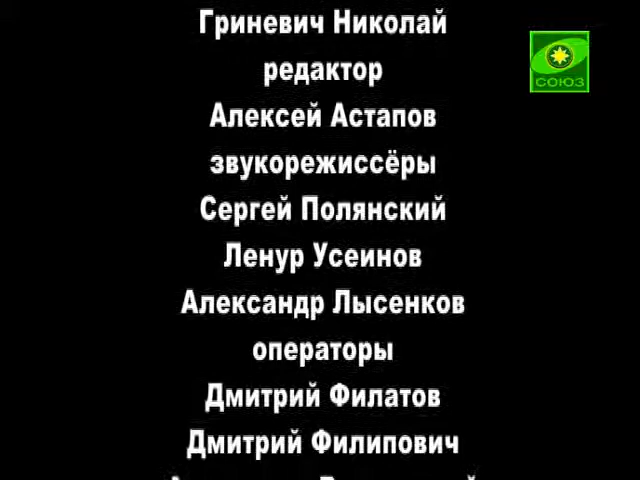 Гриневич Николай
редактор
Алексей Астапов
звукорежиссёры
Сергей Полянский
Ленур Усеинов
Александр Лысенков
операторы
Дмитрий Филатов
Дмитрий Филипович
СОЮЗ